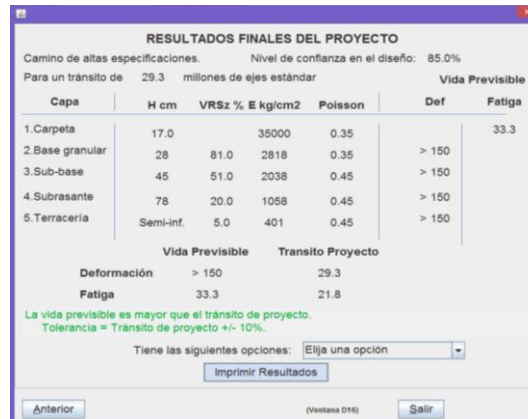 RESULTADOS FINALES DEL PROYECTO
Camino de altas especificaciones. Nivel de confianza en el diseño: 85.0%
Para un tránsito de 29.3 millones de ejes estándar Vida Previsible
Capa H cm VRSz % E kg/cm2 Poisson Def Fatiga
1.Carpeta 17.0 35000 0.35 33.3
2.Base granular 28 81.0 2818 0.35 > 150
3.Sub-base 45 51.0 2038 0.45 > 150
4.Subrasante 78 20.0 1058 0.45 > 150
5.Terracería Semi-inf. 5.0 401 0.45 > 150
Vida Previsible Transito Proyecto
Deformación > 150 29.3
Fatiga 33.3 21.8
La vida previsible es mayor que el tránsito de proyecto.
Tolerancia = Tránsito de proyecto +/- 10%.
Tiene las siguientes opciones: Elija una opción
Imprimir Resultados
Anterior (Ventana D16) Salir